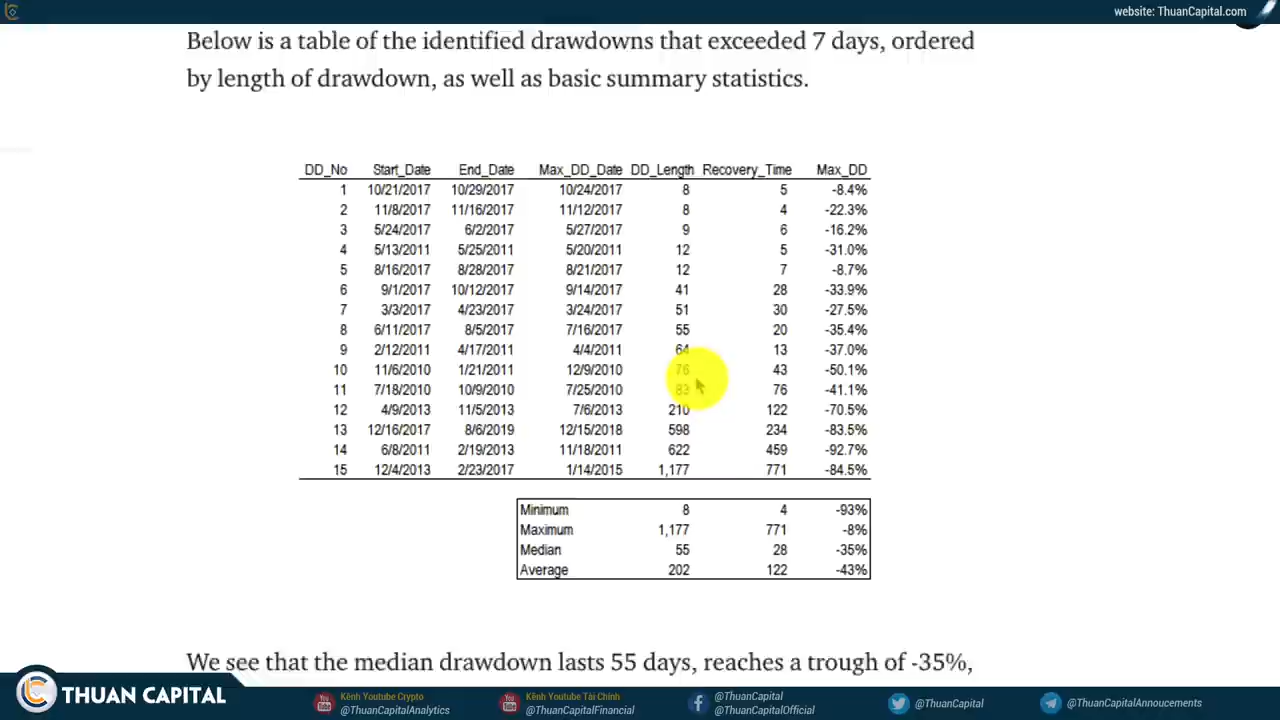 website: ThuanCapital.com
Below is a table of the identified drawdowns that exceeded 7 days, ordered
by length of drawdown, as well as basic summary statistics.
DD_No Start_Date End_Date Max_DD_Date DD_Length Recovery_Time Max_DD
1 10/21/2017 10/29/2017 10/24/2017 8 5 -8.4%
2 11/8/2017 11/16/2017 11/12/2017 8 4 -22.3%
3 5/24/2017 6/2/2017 5/27/2017 9 6 -16.2%
4 5/13/2011 5/25/2011 5/20/2011 12 5 -31.0%
5 8/16/2017 8/28/2017 8/21/2017 12 7 -8.7%
6 9/1/2017 10/12/2017 9/14/2017 41 28 -33.9%
7 3/3/2017 4/23/2017 3/24/2017 51 30 -27.5%
8 6/11/2017 8/5/2017 7/16/2017 55 20 -35.4%
9 2/12/2011 4/17/2011 4/4/2011 64 13 -37.0%
10 11/6/2010 1/21/2011 12/9/2010 76 43 -50.1%
11 7/18/2010 10/9/2010 7/25/2010 83 76 -41.1%
12 4/9/2013 11/5/2013 7/6/2013 210 122 -70.5%
13 12/16/2017 8/6/2019 12/15/2018 598 234 -83.5%
14 6/8/2011 2/19/2013 11/18/2011 622 459 -92.7%
15 12/4/2013 2/23/2017 1/14/2015 1,177 771 -84.5%
Minimum 8 4 -93%
Maximum 1,177 771 -8%
Median 55 28 -35%
Average 202 122 -43%
We see that the median drawdown lasts 55 days, reaches a trough of -35%,
THUAN CAPITAL
Kênh Youtube Crypto
@ThuanCapitalAnalytics
Kênh Youtube Tài Chính
@ThuanCapitalFinancial
@ThuanCapital
@ThuanCapitalOfficial
@ThuanCapital
@ThuanCapitalAnnoucements